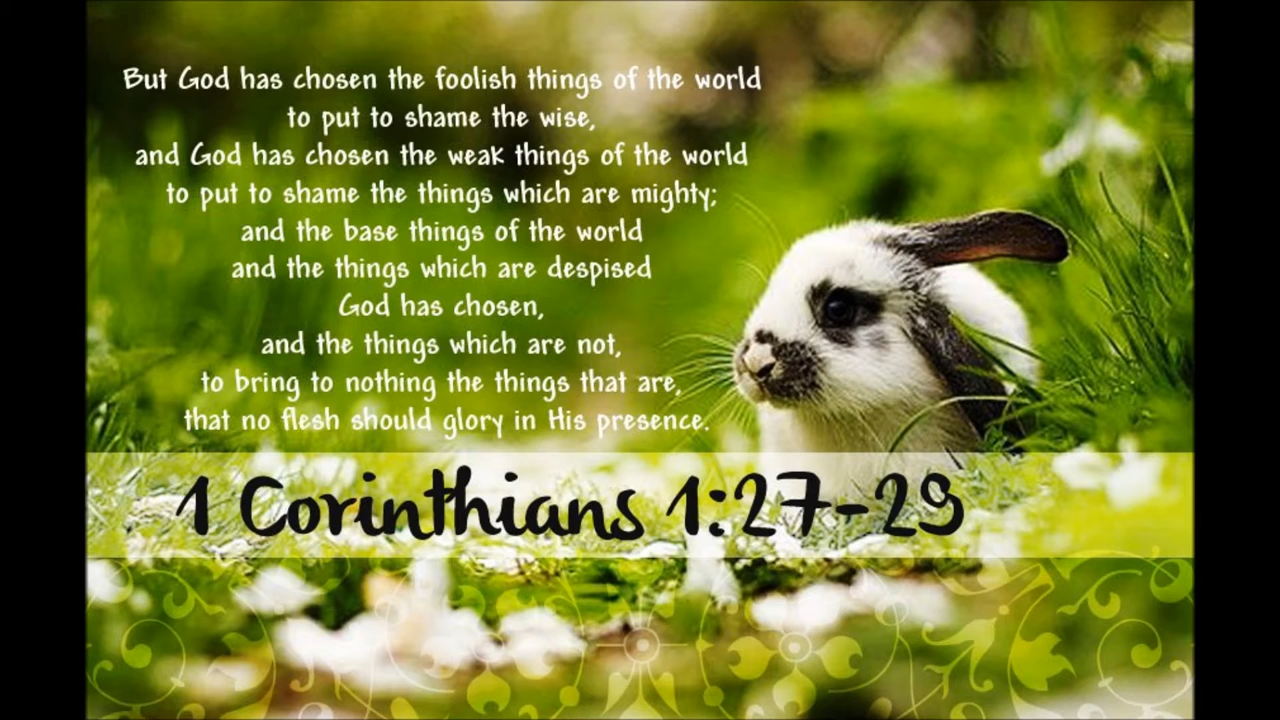 But God has chosen the foolish things of the world
to put to shame the wise,
and God has chosen the weak things of the world
to put to shame the things which are mighty;
and the base things of the world
and the things which are despised
God has chosen,
and the things which are not,
to bring to nothing the things that are,
that no flesh should glory in His presence.
1 Corinthians 1:27-29